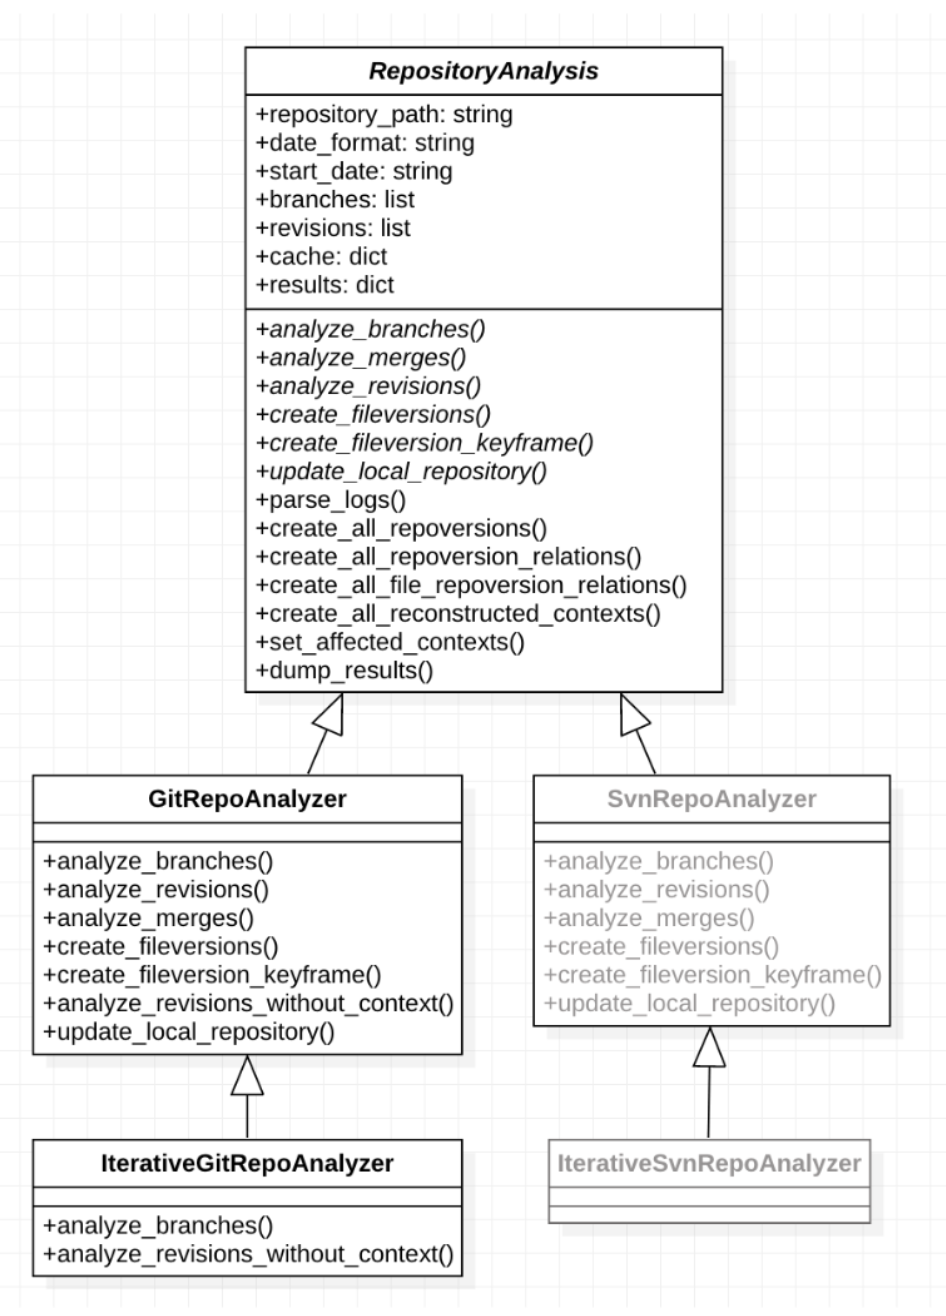 RepositoryAnalysis
+repository_path: string
+date_format: string
+start_date: string
+branches: list
+revisions: list
+cache: dict
+results: dict
+analyze_branches()
+analyze_merges()
+analyze_revisions()
+create_fileversions()
+create_fileversion_keyframe()
+update_local_repository()
+parse_logs()
+create_all_repoversions()
+create_all_repoversion_relations()
+create_all_file_repoversion_relations()
+create_all_reconstructed_contexts()
+set_affected_contexts()
+dump_results()
GitRepoAnalyzer
+analyze_branches()
+analyze_revisions()
+analyze_merges()
+create_fileversions()
+create_fileversion_keyframe()
+analyze_revisions_without_context()
+update_local_repository()
SvnRepoAnalyzer
+analyze_branches()
+analyze_revisions()
+analyze_merges()
+create_fileversions()
+create_fileversion_keyframe()
+update_local_repository()
IterativeGitRepoAnalyzer
+analyze_branches()
+analyze_revisions_without_context()
IterativeSvnRepoAnalyzer